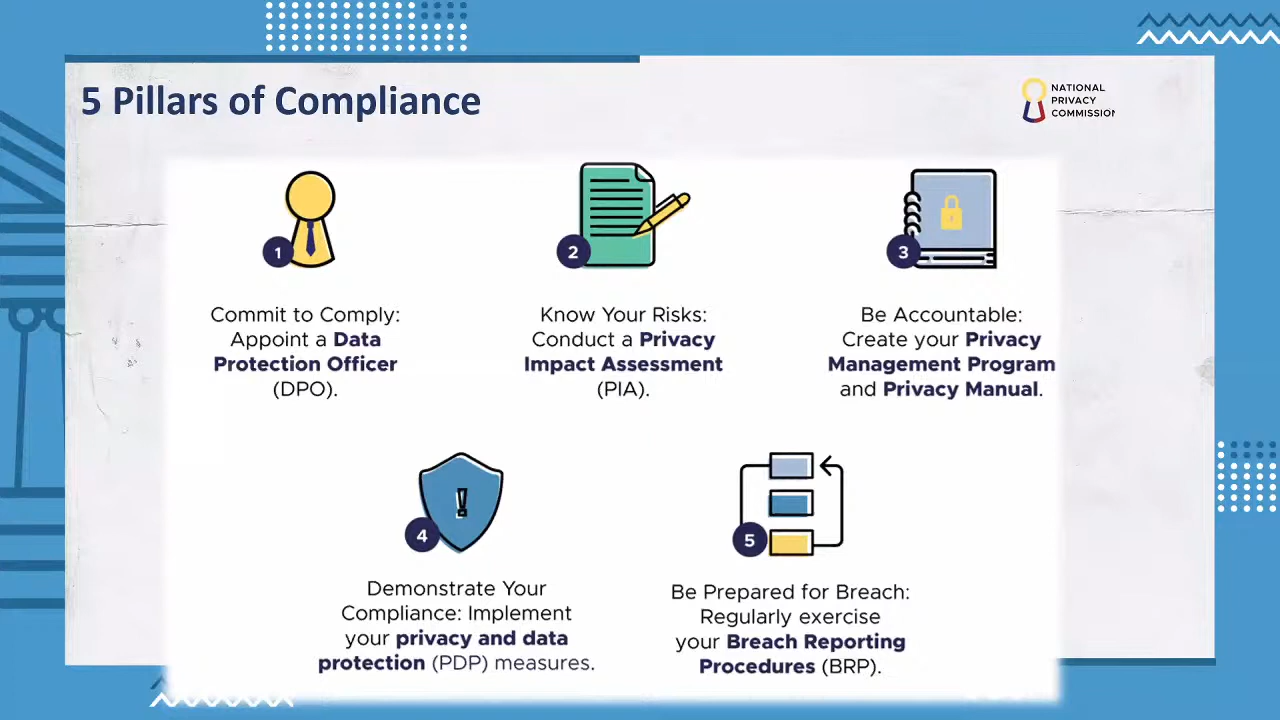 5 Pillars of Compliance
NATIONAL
PRIVACY
COMMISSION
1
Commit to Comply:
Appoint a Data
Protection Officer
(DPO).
2
Know Your Risks:
Conduct a Privacy
Impact Assessment
(PIA).
3
Be Accountable:
Create your Privacy
Management Program
and Privacy Manual.
!
4
Demonstrate Your
Compliance: Implement
your privacy and data
protection (PDP) measures.
5
Be Prepared for Breach:
Regularly exercise
your Breach Reporting
Procedures (BRP).